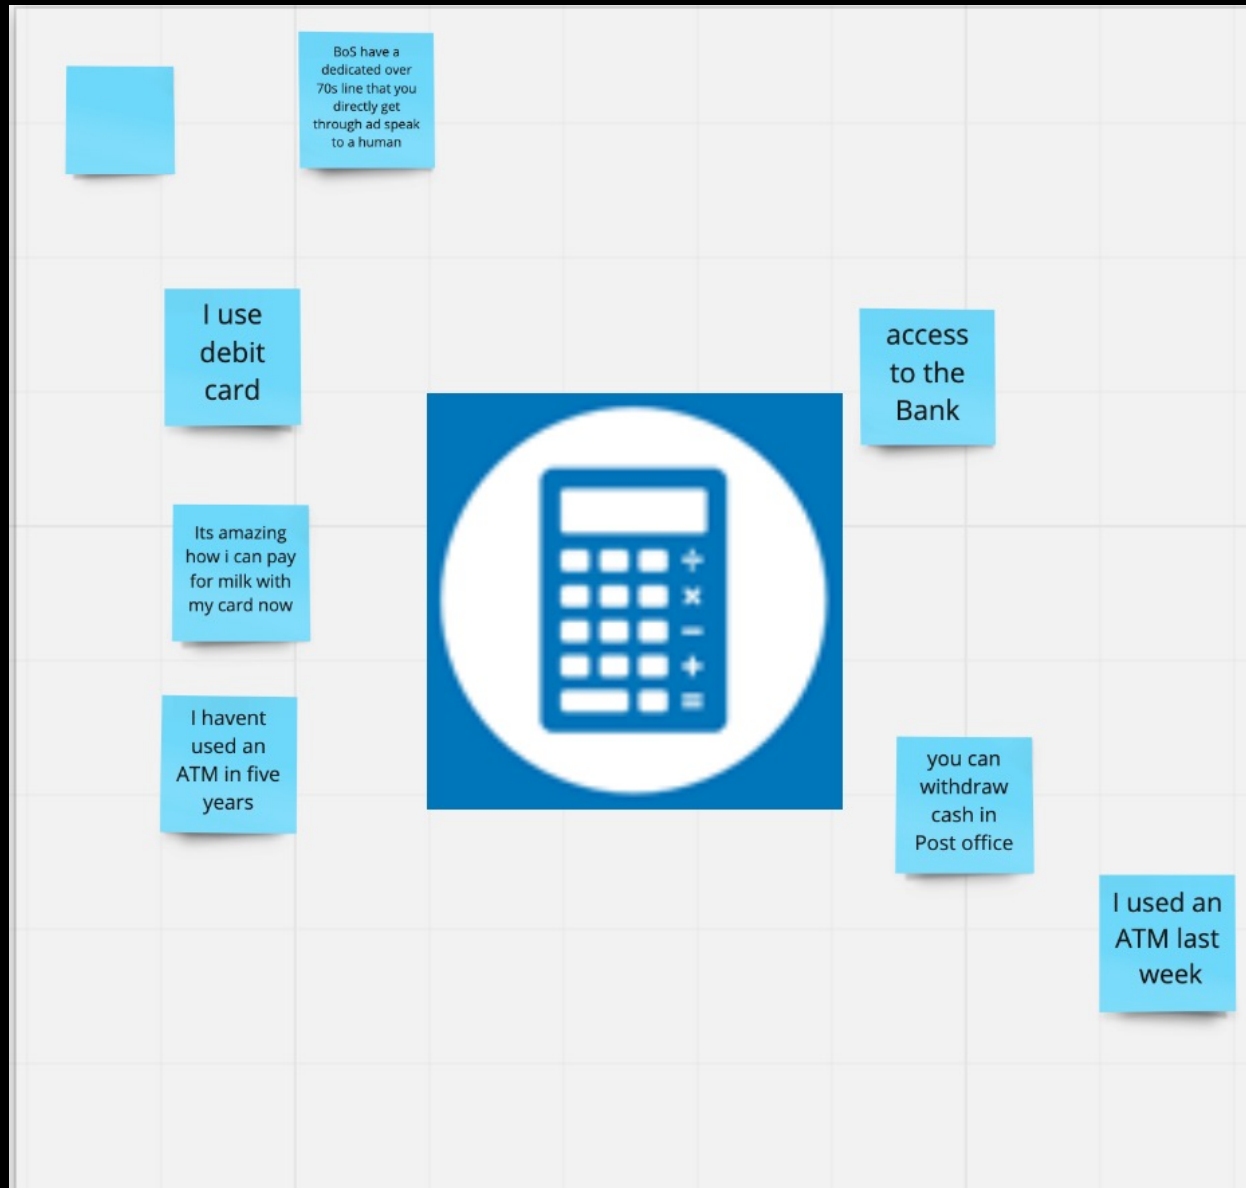 BoS have a
dedicated over
70s line that you
directly get
through ad speak
to a human
I use
debit
card
access
to the
Bank
Its amazing
how i can pay
for milk with
my card now
I havent
used an
ATM in five
years
you can
withdraw
cash in
Post office
I used an
ATM last
week
÷
×
−
+
=